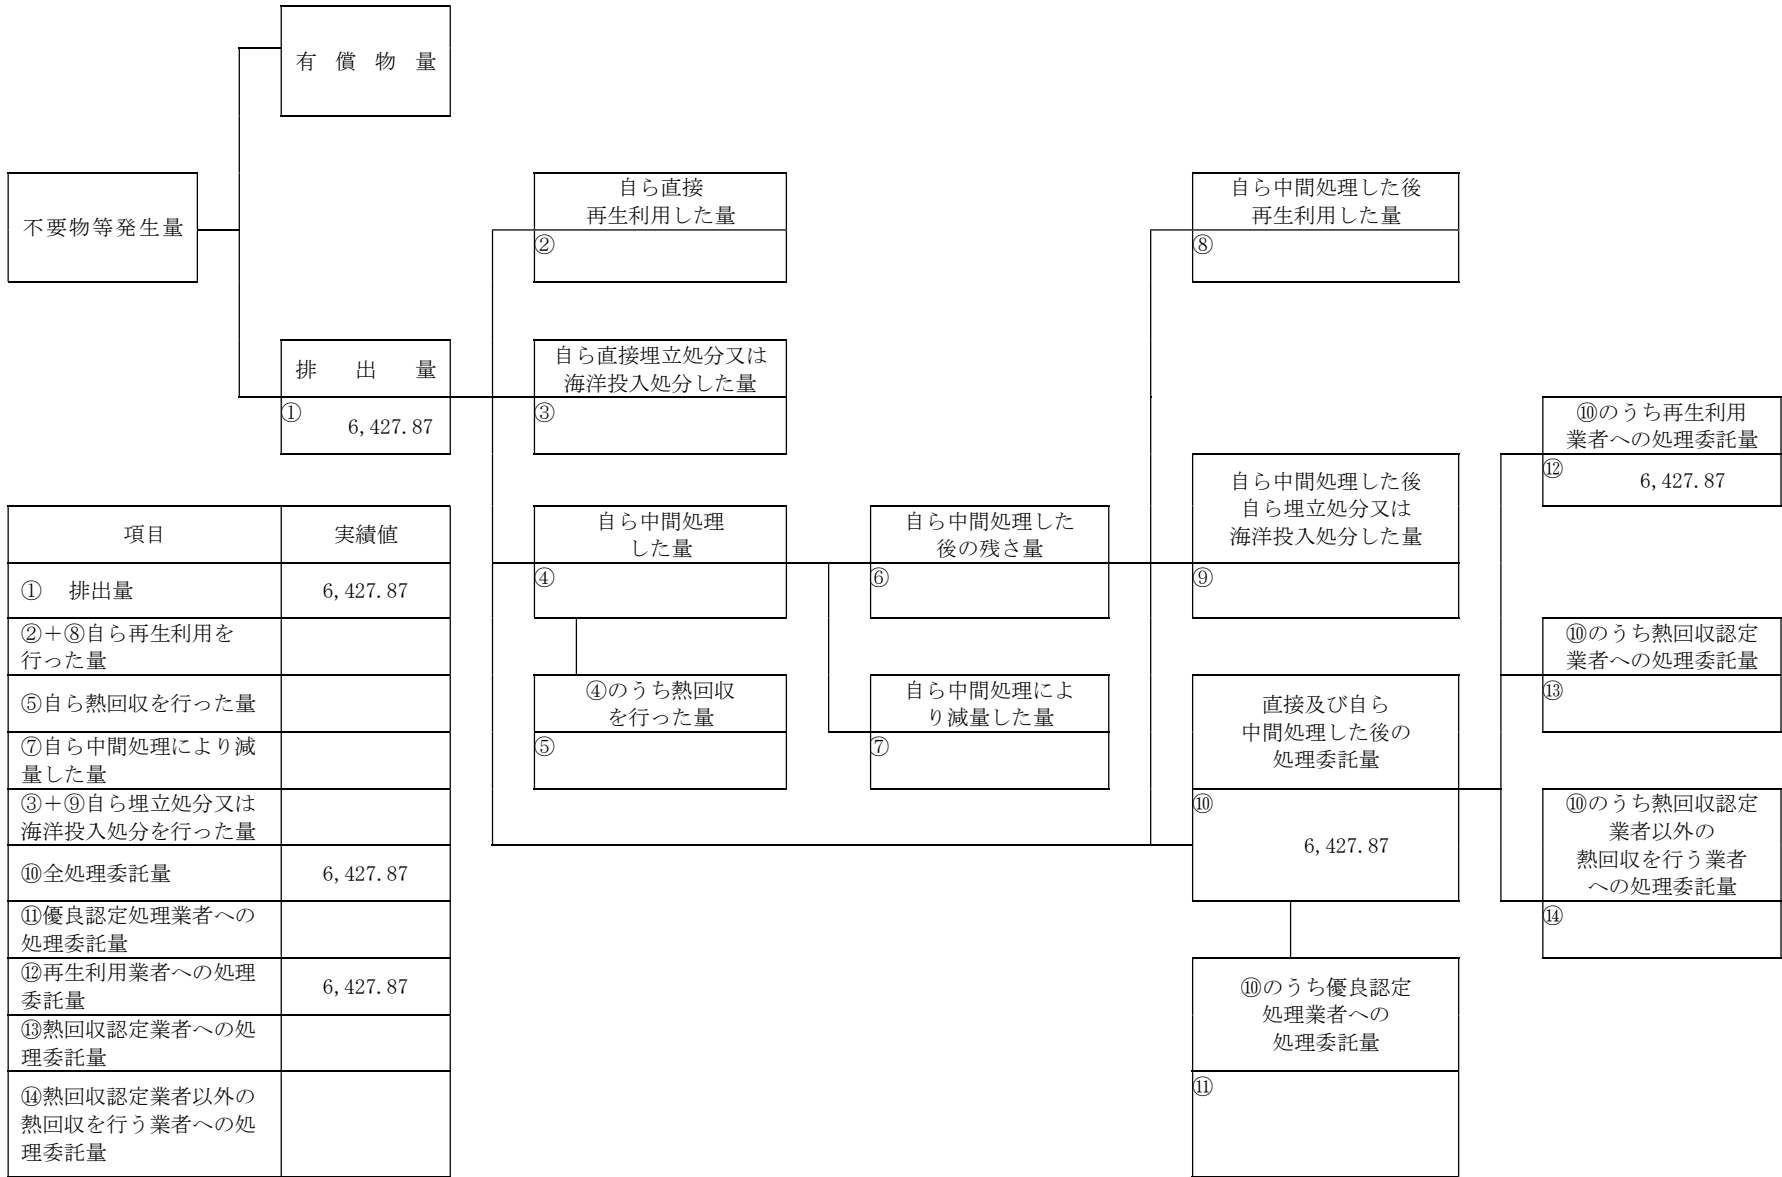 有償物量
不要物等発生量
自ら直接
再生利用した量
②
自ら中間処理した後
再生利用した量
⑧
排出量
①
6,427.87
自ら直接埋立処分又は
海洋投入処分した量
③
⑩のうち再生利用
業者への処理委託量
⑫
6,427.87
自ら中間処理した後
自ら埋立処分又は
海洋投入処分した量
⑨
自ら中間処理
した量
④
自ら中間処理した
後の残さ量
⑥
⑩のうち熱回収認定
業者への処理委託量
⑬
④のうち熱回収
を行った量
⑤
自ら中間処理によ
り減量した量
⑦
直接及び自ら
中間処理した後の
処理委託量
⑩
6,427.87
⑩のうち熱回収認定
業者以外の
熱回収を行う業者
への処理委託量
⑭
⑩のうち優良認定
処理業者への
処理委託量
⑪
項目 実績値
① 排出量 6,427.87
②+⑧自ら再生利用を
行った量
⑤自ら熱回収を行った量
⑦自ら中間処理により減
量した量
③+⑨自ら埋立処分又は
海洋投入処分を行った量
⑩全処理委託量 6,427.87
⑪優良認定処理業者への
処理委託量
⑫再生利用業者への処理
委託量 6,427.87
⑬熱回収認定業者への処
理委託量
⑭熱回収認定業者以外の
熱回収を行う業者への処
理委託量